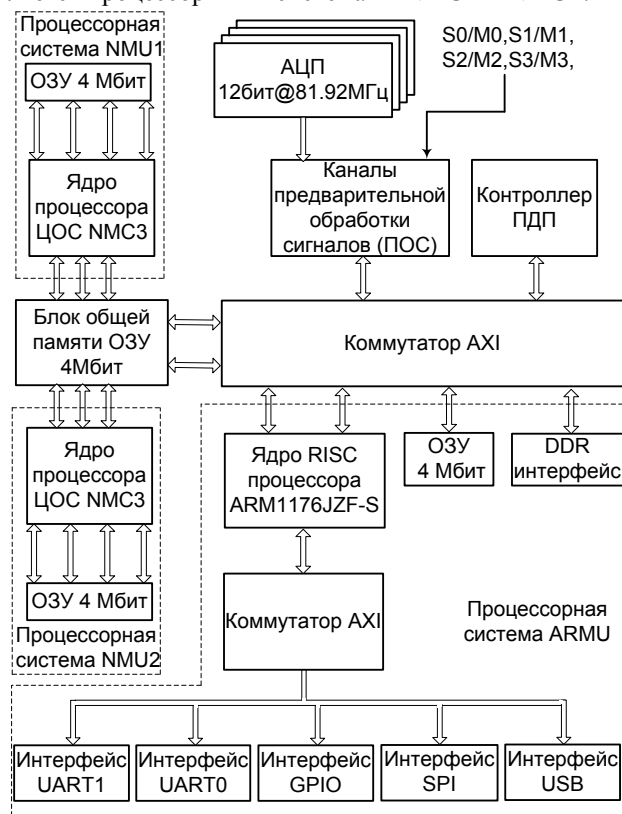 Процессорная
система NMU1
ОЗУ 4 Мбит
Ядро
процессора
ЦОС NMC3
АЦП
12бит@81.92МГц
S0/M0,S1/M1,
S2/M2,S3/M3,
Каналы
предварительной
обработки
сигналов (ПОС)
Контроллер
ПДП
Блок общей
памяти ОЗУ
4Мбит
Коммутатор AXI
Ядро
процессора
ЦОС NMC3
ОЗУ 4 Мбит
Процессорная
система NMU2
Ядро RISC
процессора
ARM1176JZF-S
ОЗУ
4 Мбит
DDR
интерфейс
Коммутатор AXI
Процессорная
система ARMU
Интерфейс
UART1
Интерфейс
UART0
Интерфейс
GPIO
Интерфейс
SPI
Интерфейс
USB